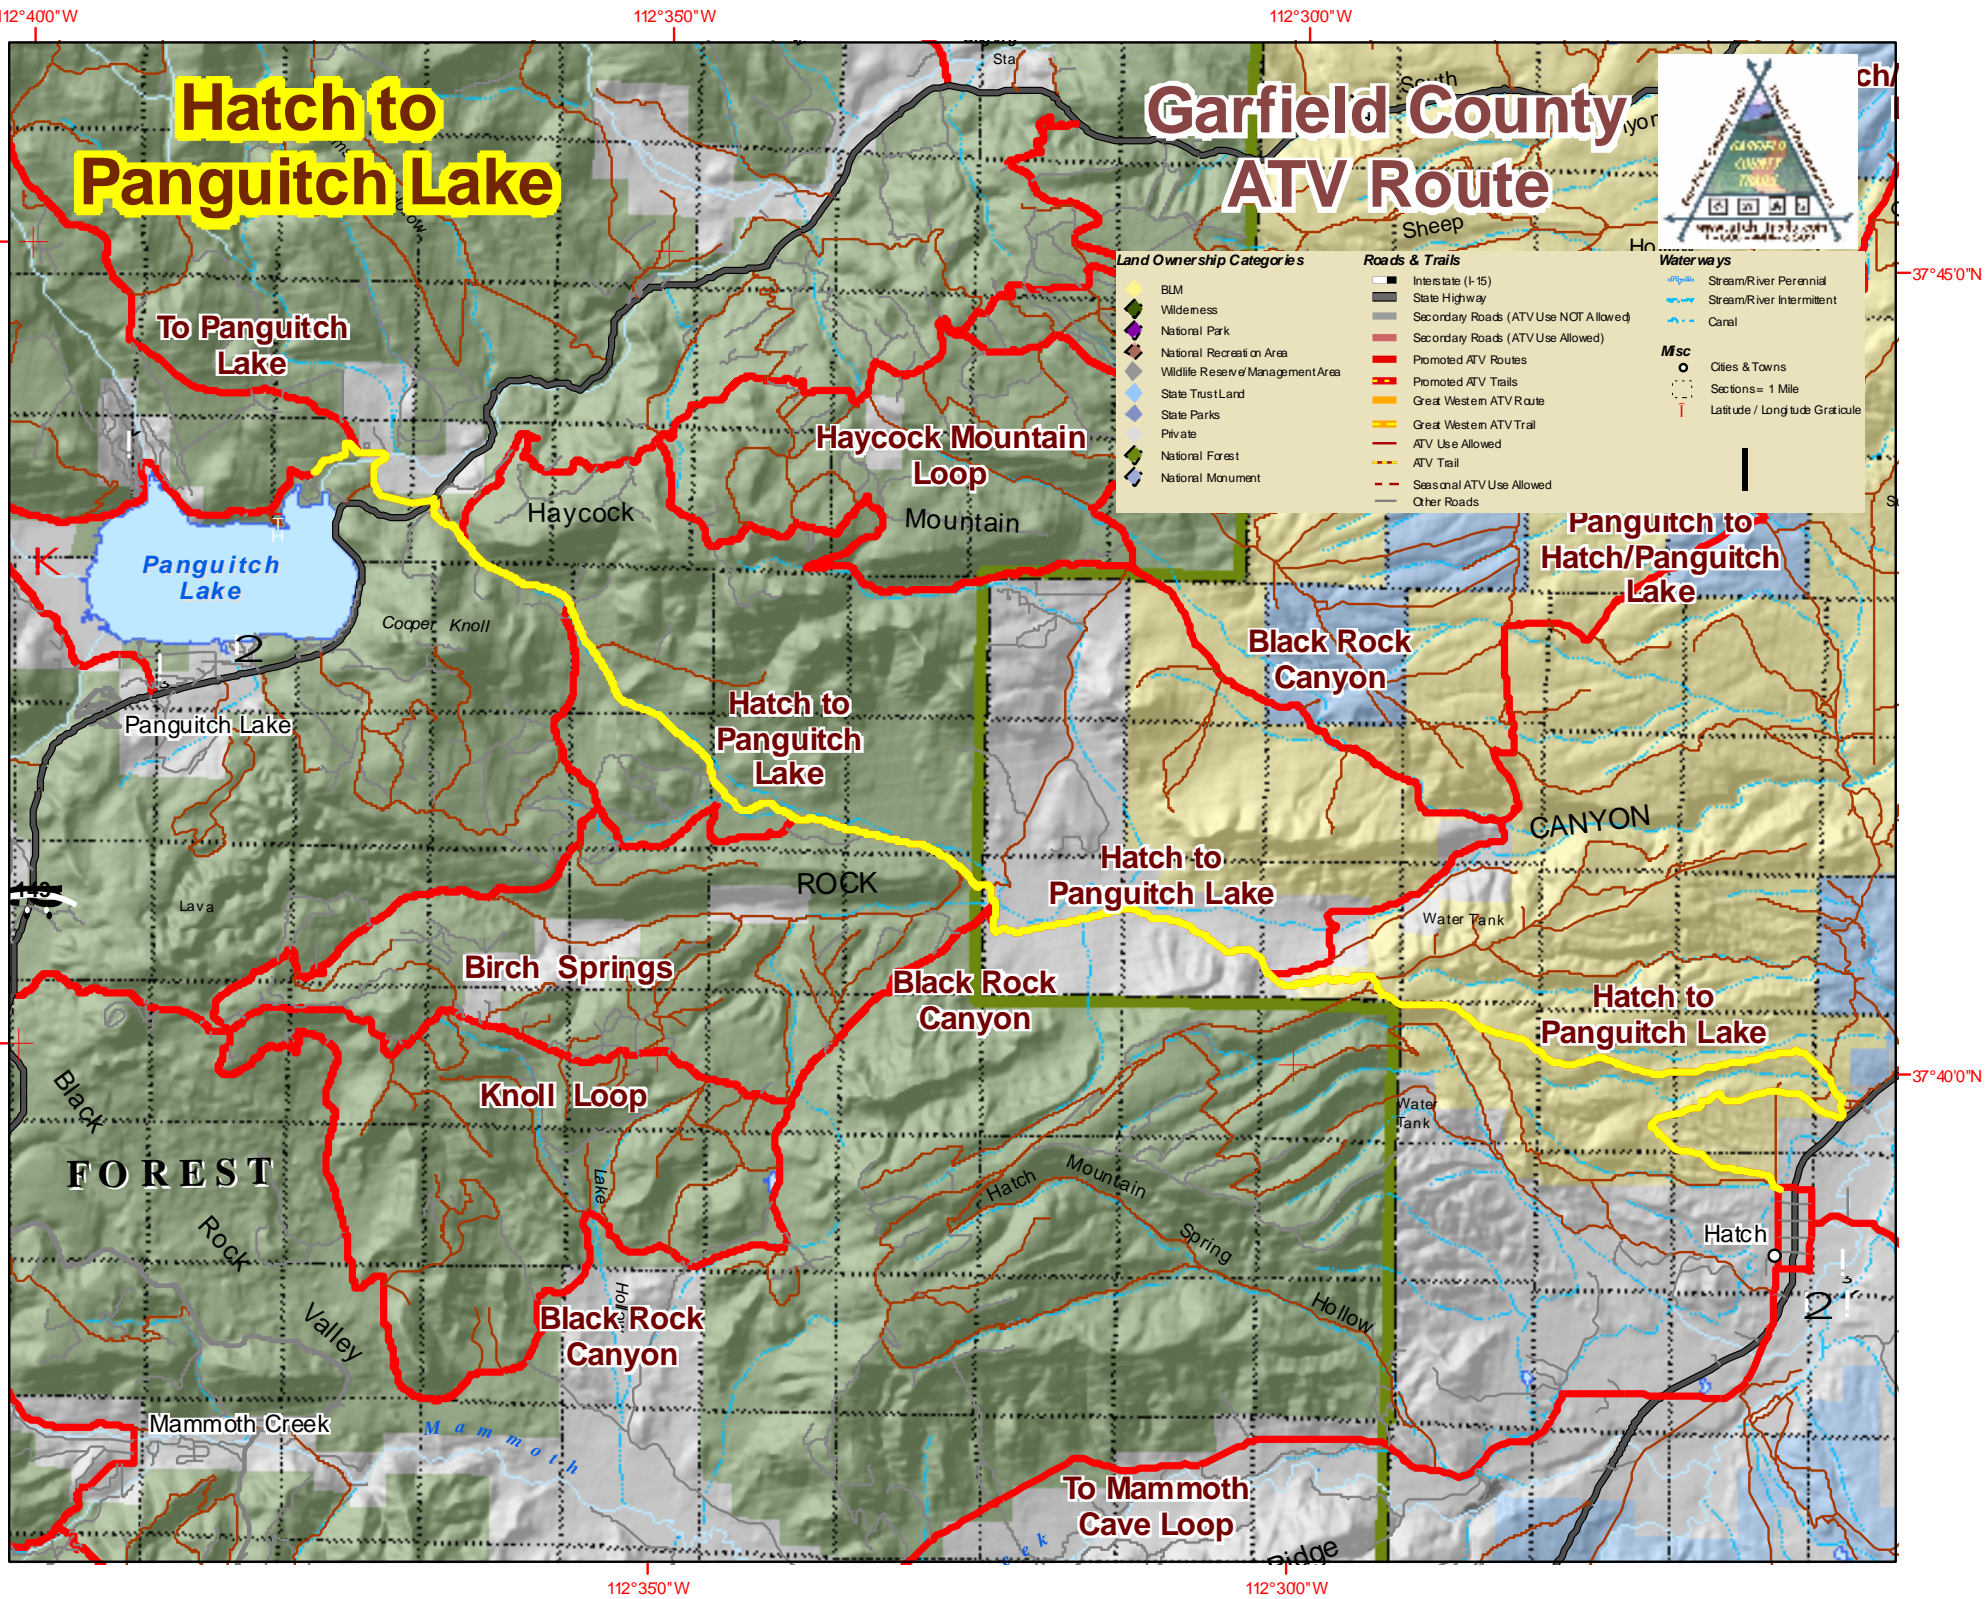 112°40'0"W
112°35'0"W
112°30'0"W
Hatch to
Panguitch Lake
Sta
South
Garfield County
ATV Route
Sheep
www.utah_trails.com
37°45'0"N
Land Ownership Categories
BLM
Wilderness
National Park
National Recreation Area
Wildlife Reserve/Management Area
State Trust Land
State Parks
Private
National Forest
National Monument
Roads & Trails
Interstate (I-15)
State Highway
Secondary Roads (ATV Use NOT Allowed)
Secondary Roads (ATV Use Allowed)
Promoted ATV Routes
Promoted ATV Trails
Great Western ATV Route
Great Western ATV Trail
ATV Use Allowed
ATV Trail
Seasonal ATV Use Allowed
Other Roads
Waterways
Stream/River Perennial
Stream/River Intermittent
Canal
Misc
Cities & Towns
Sections = 1 Mile
Latitude / Longitude Graticule
To Panguitch
Lake
Haycock Mountain
Loop
Haycock
Mountain
Panguitch to
Hatch/Panguitch
Lake
K
Panguitch
Lake
Cooper Knoll
2
Panguitch Lake
Black Rock
Canyon
Hatch to
Panguitch
Lake
CANYON
Hatch to
Panguitch Lake
ROCK
143
Lava
Water Tank
Birch Springs
Black Rock
Canyon
Hatch to
Panguitch Lake
Knoll Loop
37°40'0"N
Water
Tank
Black
FOREST
Rock
Valley
Lake
Hatch
Mountain
Spring
Hollow
Hatch
2
Black Rock
Canyon
Mammoth Creek
Mammoth
To Mammoth
Cave Loop
Ridge
112°35'0"W
112°30'0"W